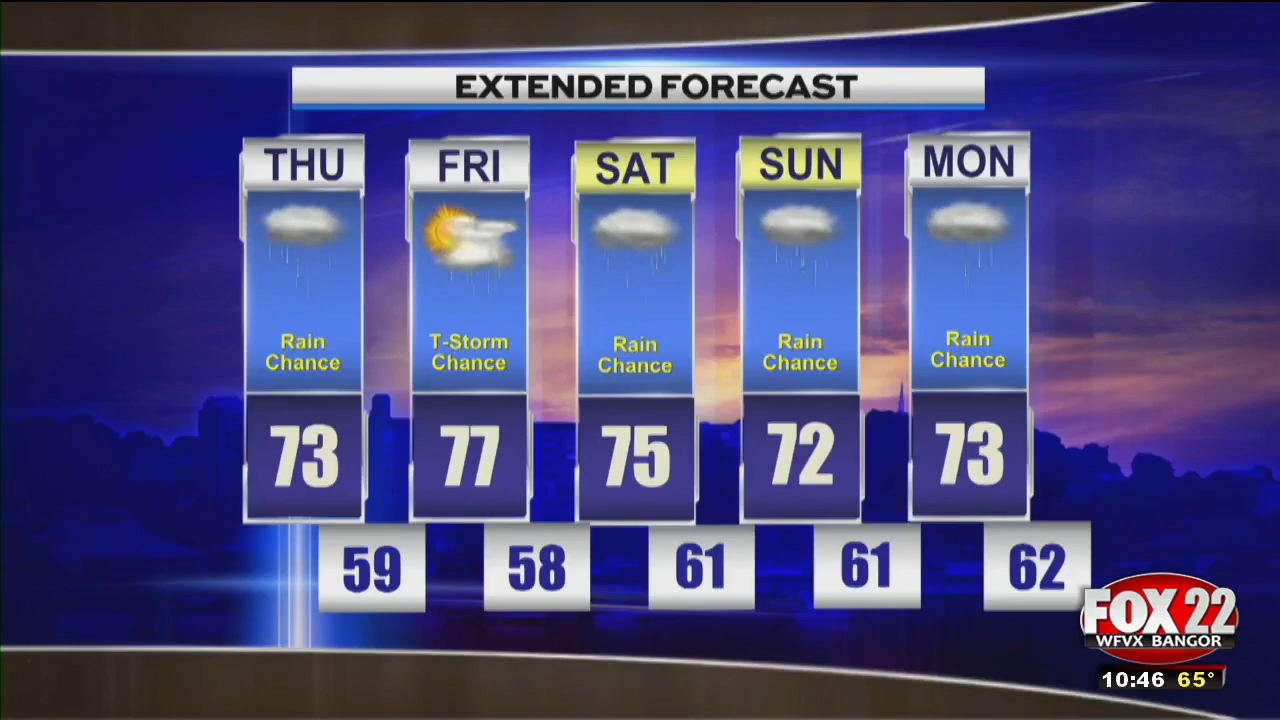 EXTENDED FORECAST
THU
FRI
SAT
SUN
MON
Rain
Chance
T-Storm
Chance
Rain
Chance
Rain
Chance
Rain
Chance
73
77
75
72
73
59
58
61
61
62
FOX 22
WFVX BANGOR
10:46 65°